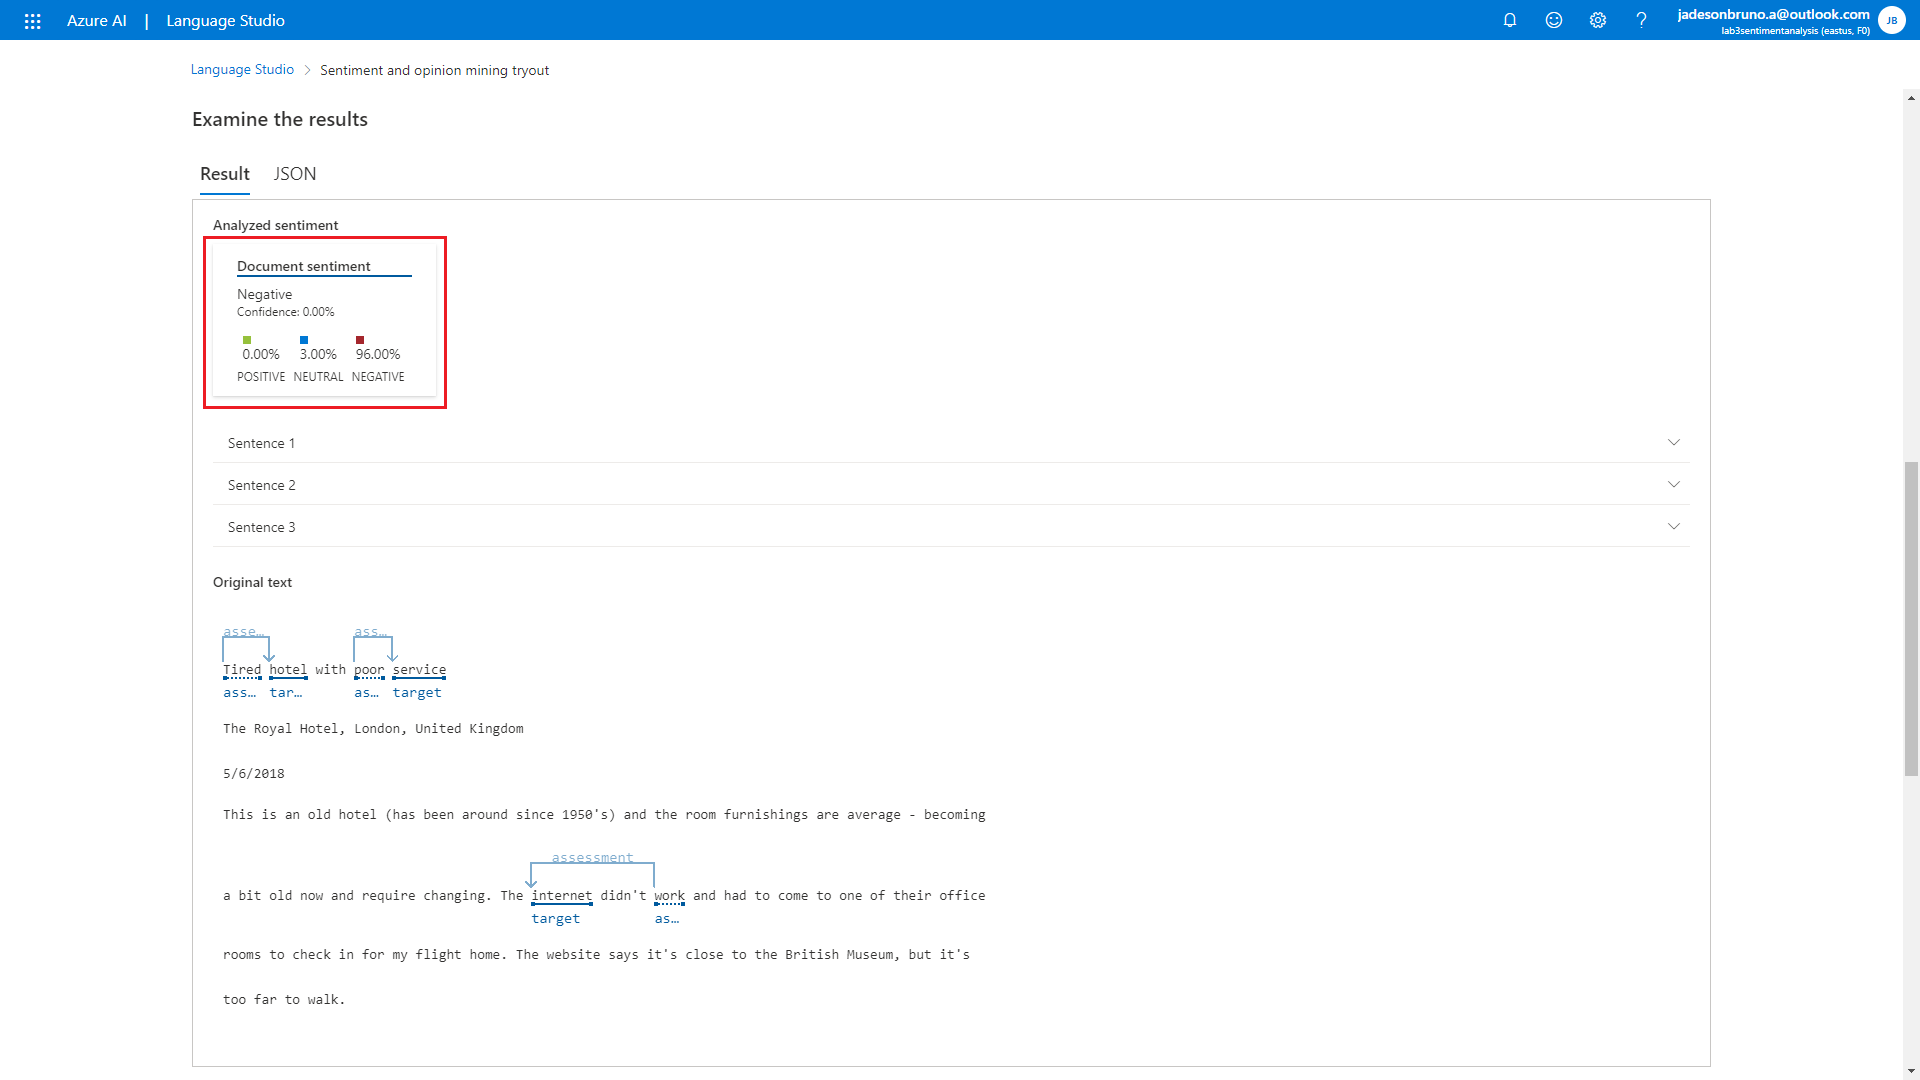 Azure AI | Language Studio
jadesonbruno.a@outlook.com
lab3sentimentanalysis (eastus, F0)
JB
Language Studio > Sentiment and opinion mining tryout
Examine the results
Result JSON
Analyzed sentiment
Document sentiment
Negative
Confidence: 0.00%
0.00% 3.00% 96.00%
POSITIVE NEUTRAL NEGATIVE
Sentence 1
Sentence 2
Sentence 3
Original text
asse… ass…
Tired hotel with poor service
ass… tar… as… target
The Royal Hotel, London, United Kingdom
5/6/2018
This is an old hotel (has been around since 1950's) and the room furnishings are average - becoming
assessment
a bit old now and require changing. The internet didn't work and had to come to one of their office
target as…
rooms to check in for my flight home. The website says it's close to the British Museum, but it's
too far to walk.